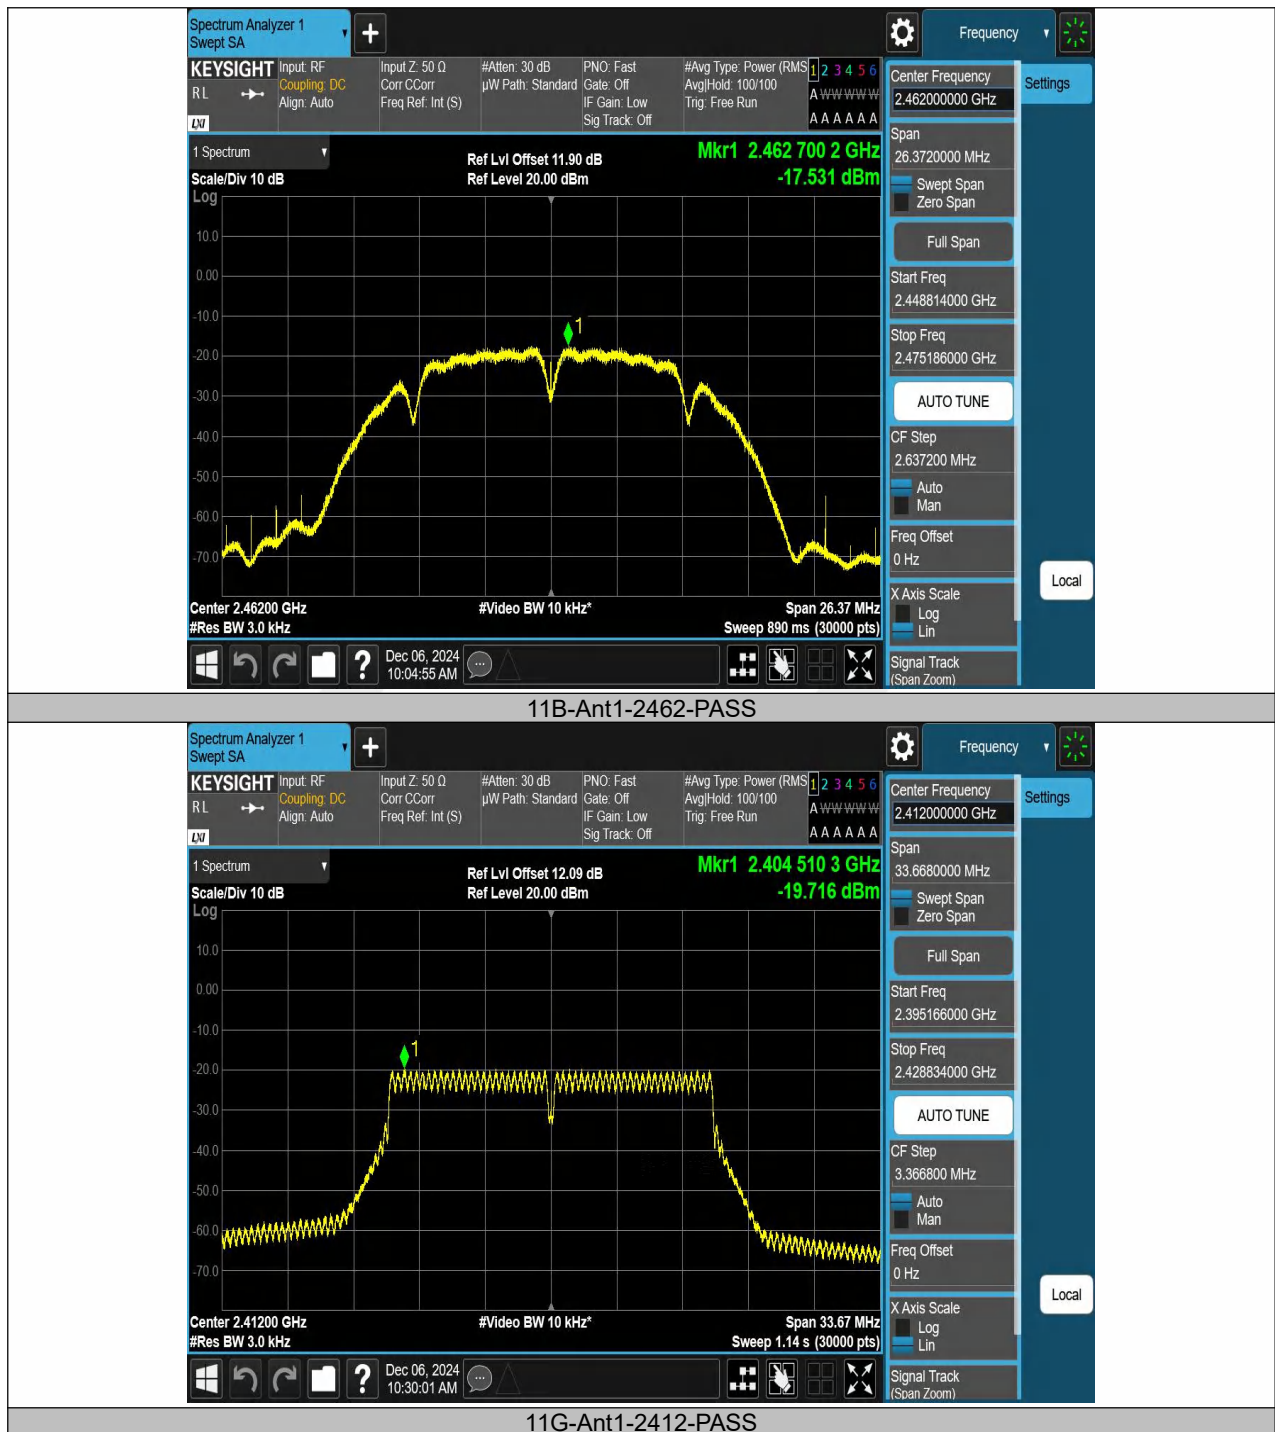 Spectrum Analyzer 1
Swept SA
+
Frequency
KEYSIGHT
RL
LXI
Input: RF
Coupling: DC
Align: Auto
Input Z: 50 Ω
Corr CCorr
Freq Ref: Int (S)
#Atten: 30 dB
µW Path: Standard
PNO: Fast
Gate: Off
IF Gain: Low
Sig Track: Off
#Avg Type: Power (RMS
Avg|Hold: 100/100
Trig: Free Run
1 2 3 4 5 6
A W W W W W
A A A A A A
1 Spectrum
Scale/Div 10 dB
Ref Lvl Offset 11.90 dB
Ref Level 20.00 dBm
Mkr1 2.462 700 2 GHz
-17.531 dBm
Log
10.0
0.00
-10.0
-20.0
-30.0
-40.0
-50.0
-60.0
-70.0
1
Center 2.46200 GHz
#Res BW 3.0 kHz
#Video BW 10 kHz*
Span 26.37 MHz
Sweep 890 ms (30000 pts)
?
Dec 06, 2024
10:04:55 AM
Center Frequency
2.462000000 GHz
Span
26.3720000 MHz
Swept Span
Zero Span
Full Span
Start Freq
2.448814000 GHz
Stop Freq
2.475186000 GHz
AUTO TUNE
CF Step
2.637200 MHz
Auto
Man
Freq Offset
0 Hz
X Axis Scale
Log
Lin
Signal Track
(Span Zoom)
Settings
Local
11B-Ant1-2462-PASS
Spectrum Analyzer 1
Swept SA
+
Frequency
KEYSIGHT
RL
LXI
Input: RF
Coupling: DC
Align: Auto
Input Z: 50 Ω
Corr CCorr
Freq Ref: Int (S)
#Atten: 30 dB
µW Path: Standard
PNO: Fast
Gate: Off
IF Gain: Low
Sig Track: Off
#Avg Type: Power (RMS
Avg|Hold: 100/100
Trig: Free Run
1 2 3 4 5 6
A W W W W W
A A A A A A
1 Spectrum
Scale/Div 10 dB
Ref Lvl Offset 12.09 dB
Ref Level 20.00 dBm
Mkr1 2.404 510 3 GHz
-19.716 dBm
Log
10.0
0.00
-10.0
-20.0
-30.0
-40.0
-50.0
-60.0
-70.0
1
Center 2.41200 GHz
#Res BW 3.0 kHz
#Video BW 10 kHz*
Span 33.67 MHz
Sweep 1.14 s (30000 pts)
?
Dec 06, 2024
10:30:01 AM
Center Frequency
2.412000000 GHz
Span
33.6680000 MHz
Swept Span
Zero Span
Full Span
Start Freq
2.395166000 GHz
Stop Freq
2.428834000 GHz
AUTO TUNE
CF Step
3.366800 MHz
Auto
Man
Freq Offset
0 Hz
X Axis Scale
Log
Lin
Signal Track
(Span Zoom)
Settings
Local
11G-Ant1-2412-PASS